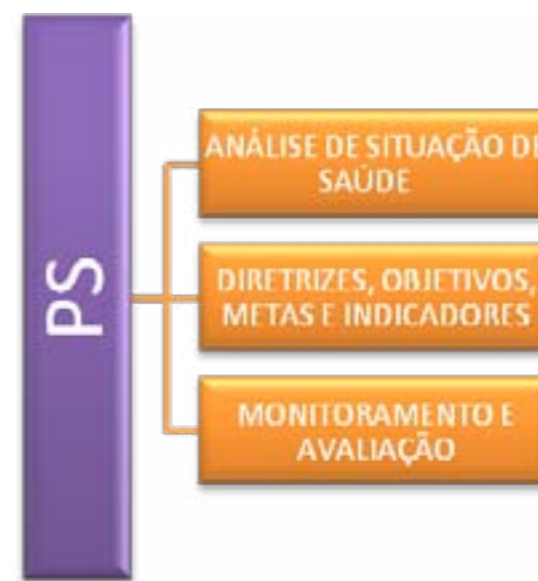 PS
ANÁLISE DE SITUAÇÃO DE
SAÚDE
DIRETRIZES, OBJETIVOS,
METAS E INDICADORES
MONITORAMENTO E
AVALIAÇÃO